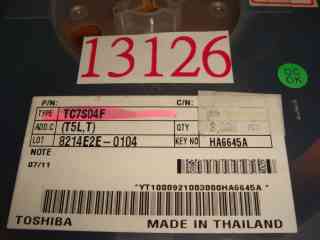 13126
QC OK
P/N: C/N:
TYPE TC7S04F
ADD.C (T5L,T) QTY
LOT 8214E2E-0104 KEY NO HA6645A
NOTE
07/11
*YT1000921003000HA6645A*
TOSHIBA MADE IN THAILAND